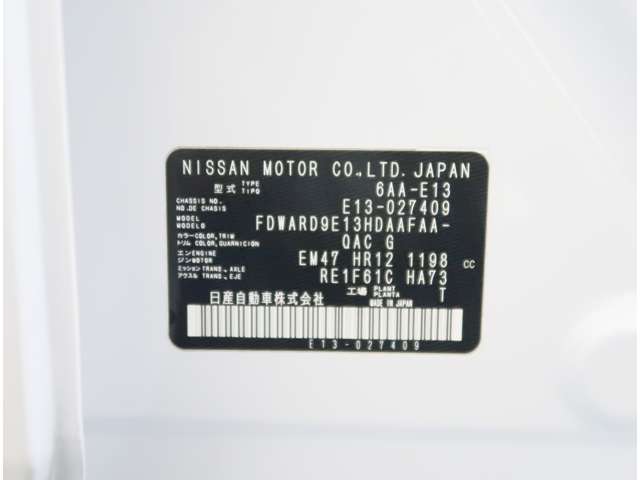 NISSAN MOTOR CO.,LTD. JAPAN
型式 TYPE TIPO 6AA-E13
CHASSIS NO. NO.DE CHASIS E13-027409
MODEL MODELO FDWARD9E13HDAAFAA-
カラー COLOR,TRIM トリム COLOR,GUARNICION QAC G
エンジン ENGINE MOTOR EM47 HR12 1198 CC
ミッション TRANS., AXLE アクスル TRANS., EJE RE1F61C HA73
工場 PLANT PLANTA T
日産自動車株式会社 MADE IN JAPAN
E13-027409